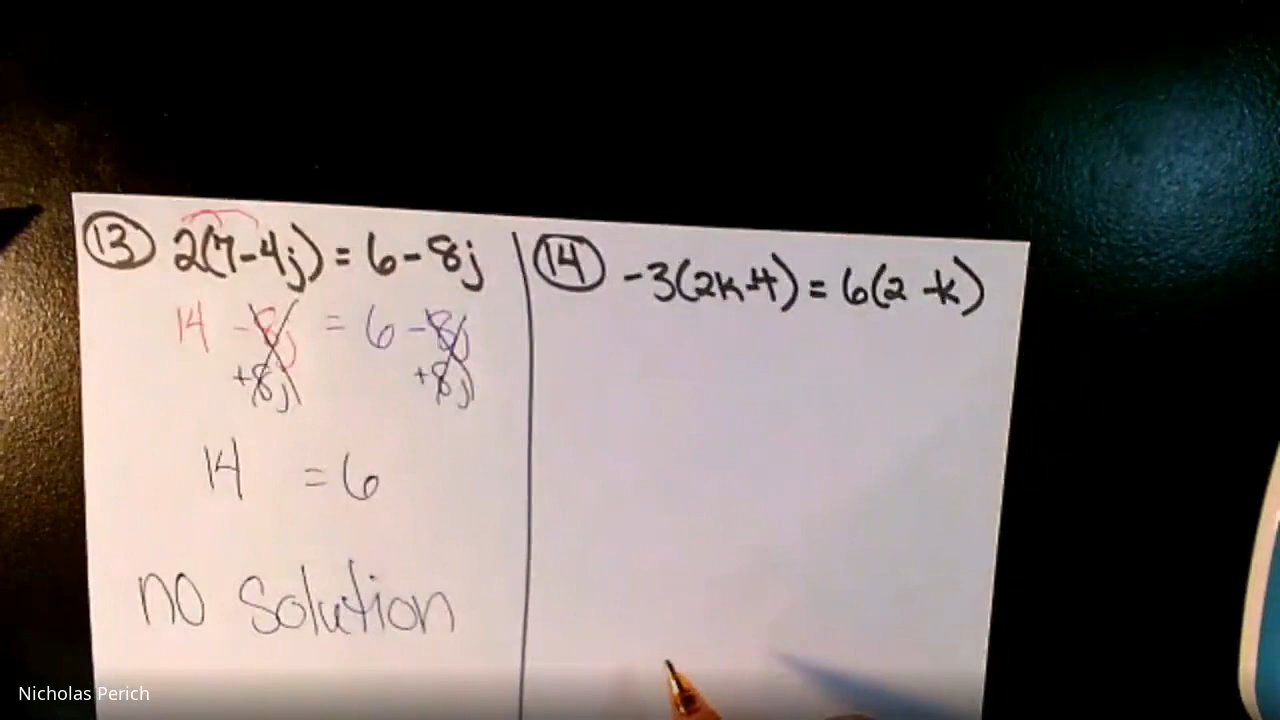 13 2(7-4j) = 6-8j
14 -8j = 6 -8j
+8j +8j
14 = 6
no solution
14 -3(2k-4) = 6(2-k)
Nicholas Perich